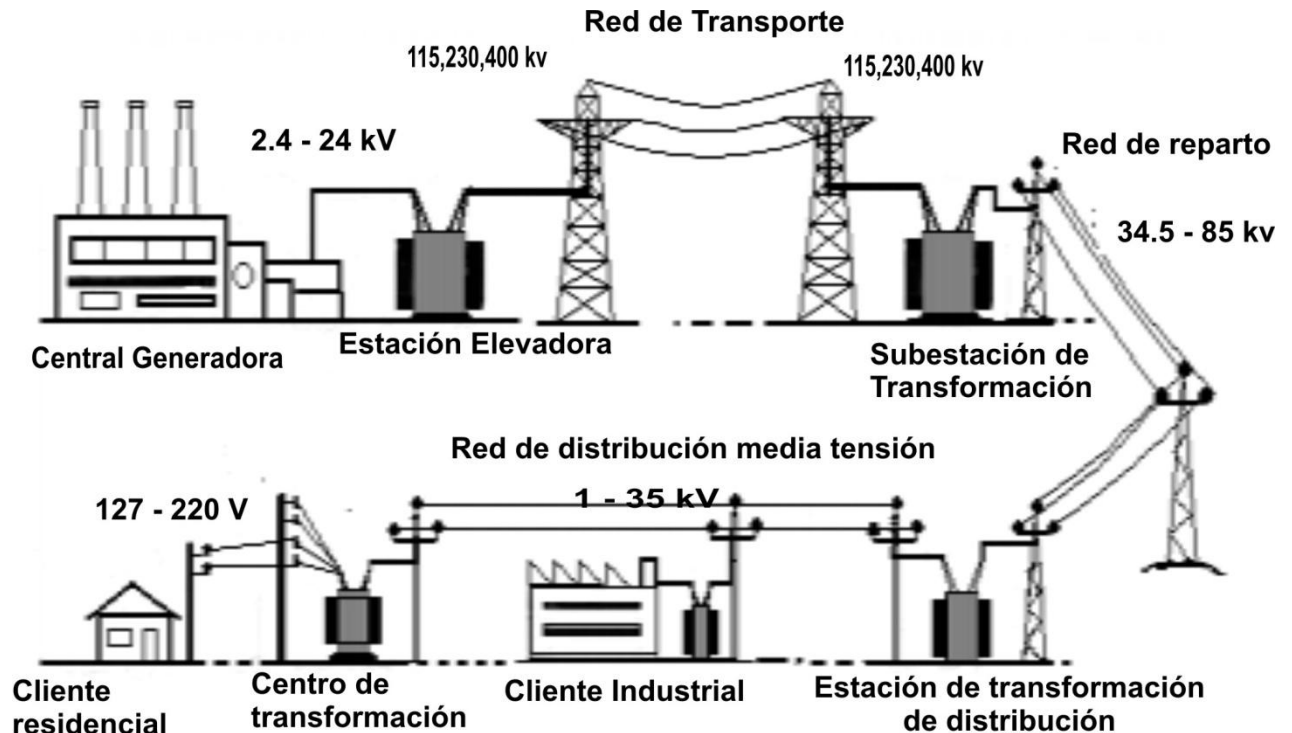 Red de Transporte
115,230,400 kv
115,230,400 kv
2.4 - 24 kV
Red de reparto
34.5 - 85 kv
Central Generadora
Estación Elevadora
Subestación de
Transformación
Red de distribución media tensión
1 - 35 kV
127 - 220 V
Cliente
residencial
Centro de
transformación
Cliente Industrial
Estación de transformación
de distribución